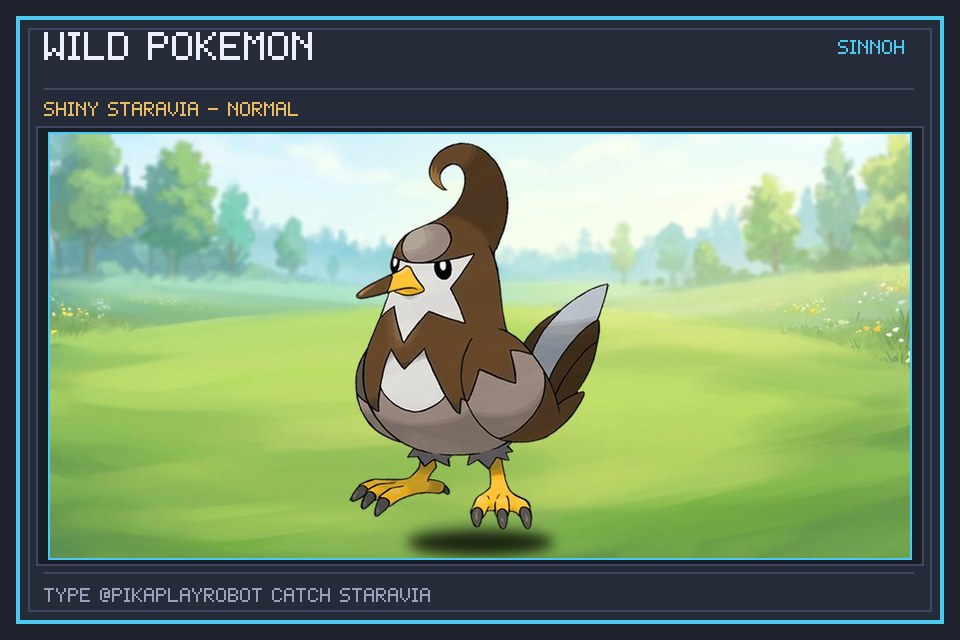 WILD POKEMON
SINNOH
SHINY STARAVIA - NORMAL
TYPE @PIKAPLAYROBOT CATCH STARAVIA